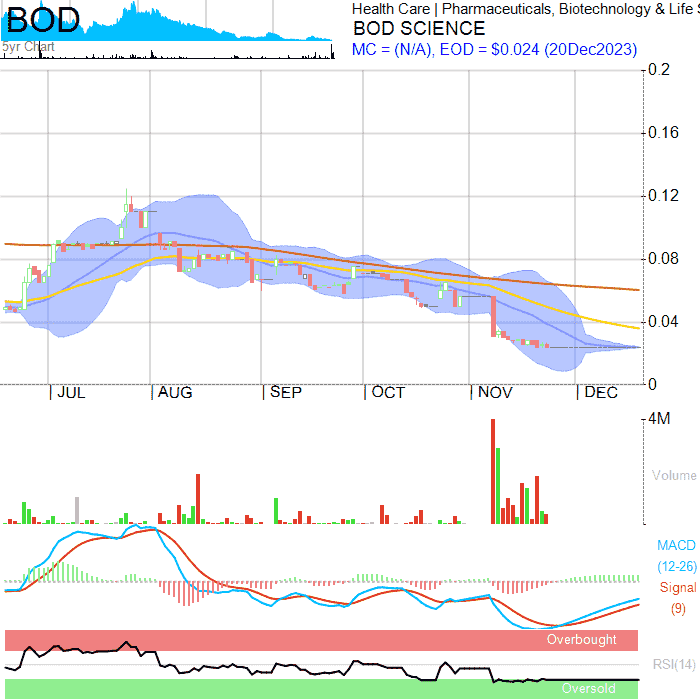 BOD
5yr Chart
Health Care | Pharmaceuticals, Biotechnology & Life S
BOD SCIENCE
MC = (N/A), EOD = $0.024 (20Dec2023)
0.2
0.16
0.12
0.08
0.04
0
JUL AUG SEP OCT NOV DEC
4M
Volume
MACD
(12-26)
Signal
(9)
Overbought
RSI(14)
Oversold